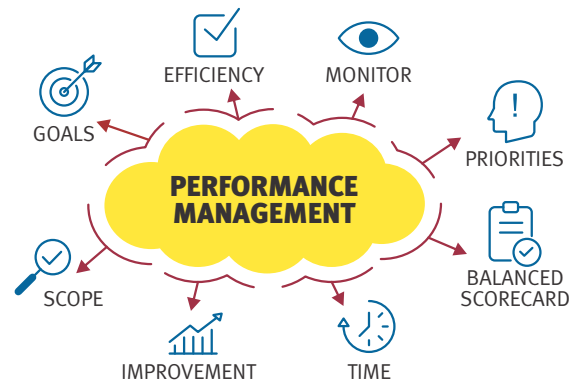 EFFICIENCY
MONITOR
GOALS
PRIORITIES
PERFORMANCE
MANAGEMENT
SCOPE
BALANCED
SCORECARD
IMPROVEMENT
TIME